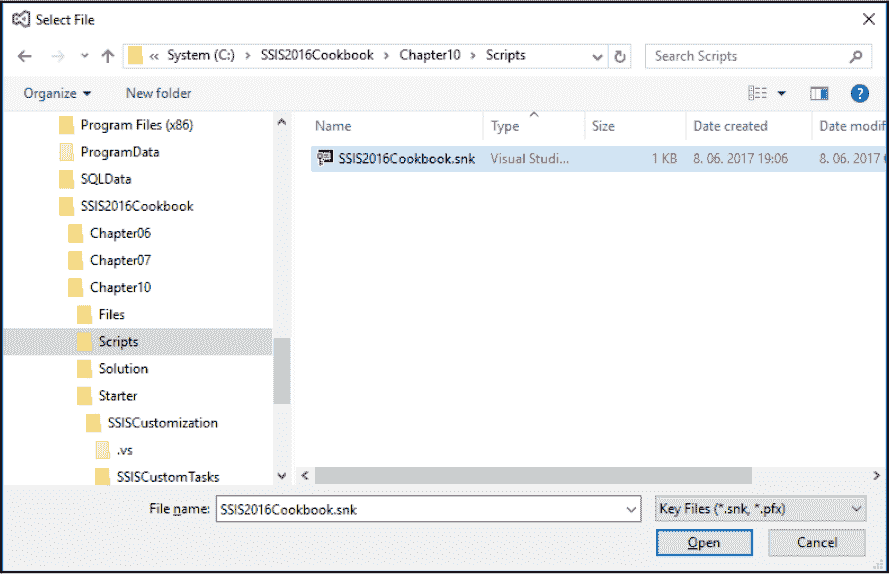 Select File
« System (C:) > SSIS2016Cookbook > Chapter10 > Scripts
Search Scripts
Organize
New folder
?
Program Files (x86)
ProgramData
SQLData
SSIS2016Cookbook
Chapter06
Chapter07
Chapter10
Files
Scripts
Solution
Starter
SSISCustomization
.vs
SSISCustomTasks
Name Type Size Date created Date modif
SSIS2016Cookbook.snk Visual Studi... 1 KB 8. 06. 2017 19:06 8. 06. 2017
File name: SSIS2016Cookbook.snk
Key Files (*.snk, *.pfx)
Open
Cancel